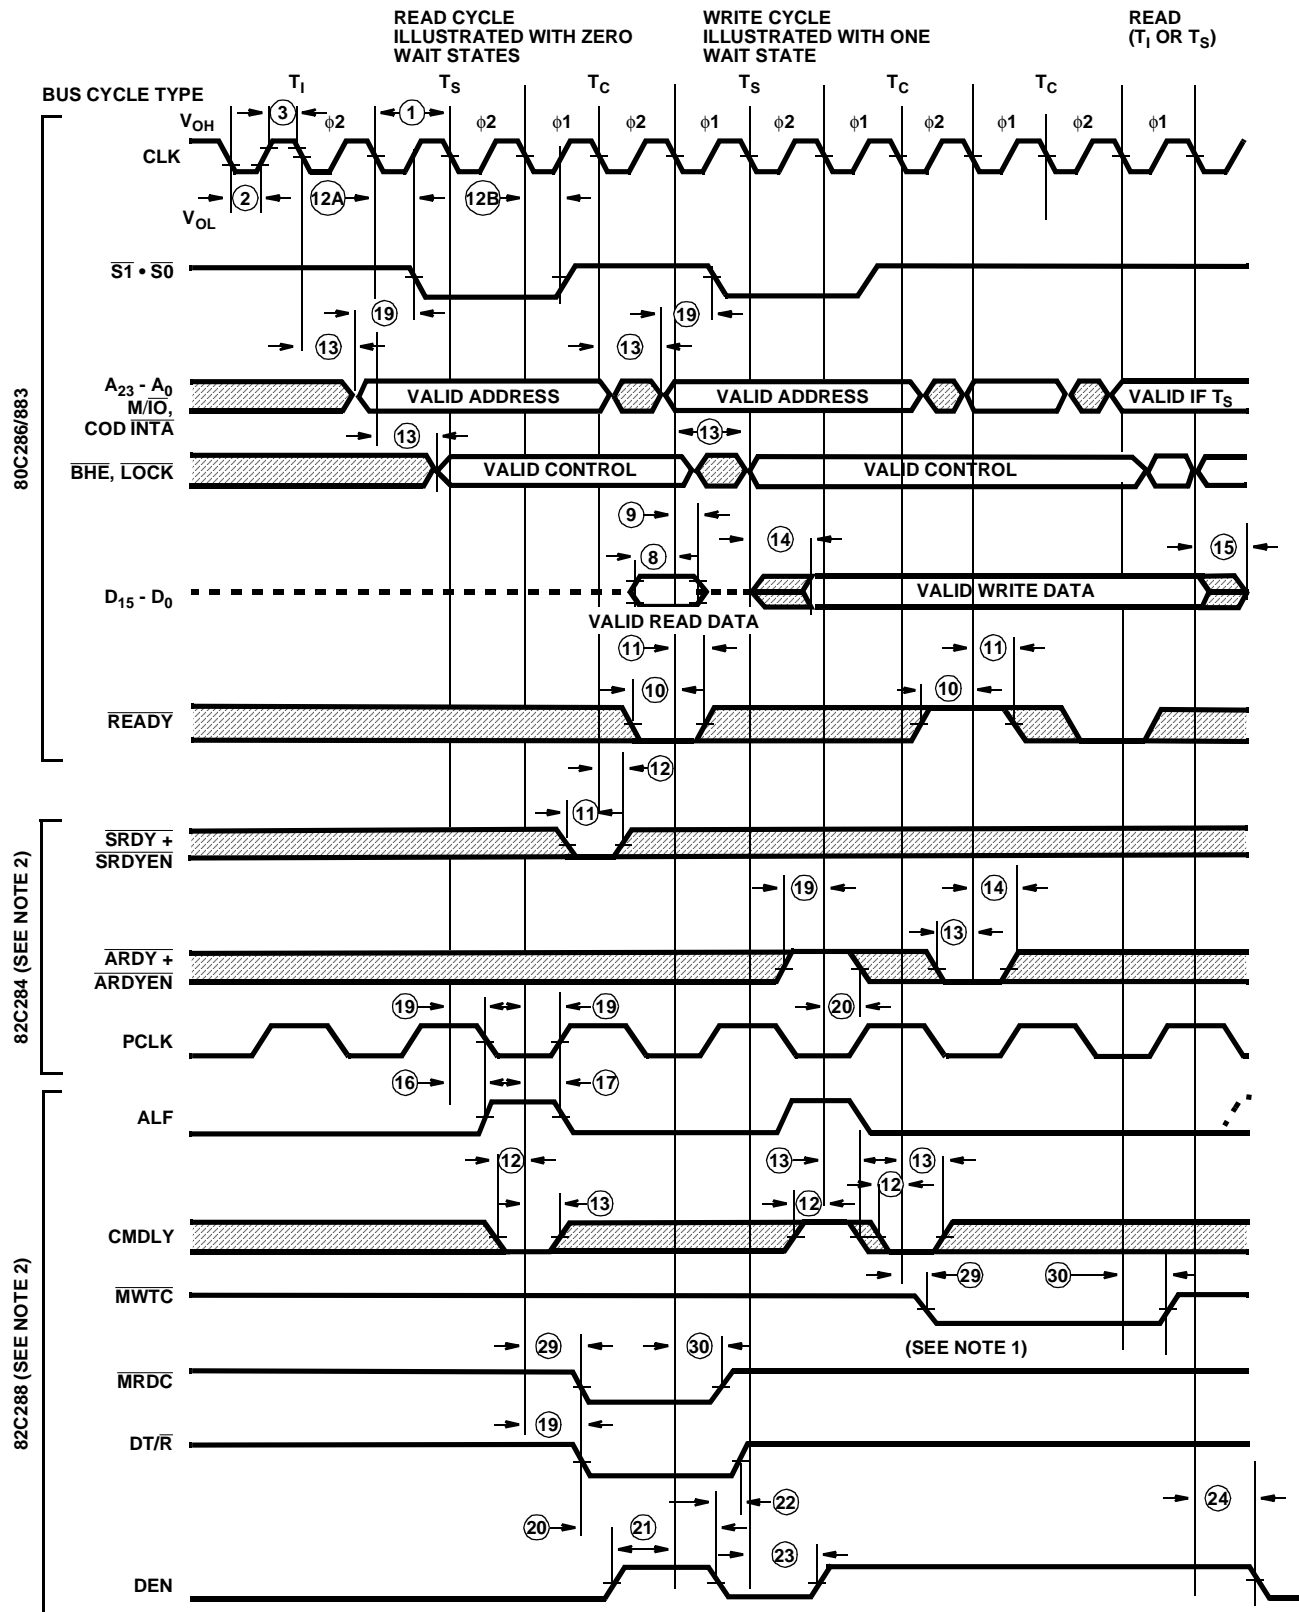 READ CYCLE
ILLUSTRATED WITH ZERO
WAIT STATES
WRITE CYCLE
ILLUSTRATED WITH ONE
WAIT STATE
READ
(TI OR TS)
BUS CYCLE TYPE
TI
TS
TC
TS
TC
TC
VOH
3
ϕ2
1
ϕ2
ϕ1
ϕ2
ϕ1
ϕ2
ϕ1
ϕ2
ϕ1
ϕ2
ϕ1
CLK
2
12A
12B
VOL
S1 • S0
19
19
13
13
A23 - A0
M/IO,
COD INTA
VALID ADDRESS
VALID ADDRESS
VALID IF TS
13
13
BHE, LOCK
VALID CONTROL
VALID CONTROL
9
8
14
15
D15 - D0
VALID WRITE DATA
VALID READ DATA
11
11
10
10
READY
12
11
SRDY +
SRDYEN
19
14
13
ARDY +
ARDYEN
20
19
19
PCLK
16
17
ALF
12
13
13
12
13
12
CMDLY
29
30
MWTC
(SEE NOTE 1)
29
30
MRDC
19
DT/R
22
24
20
21
23
DEN
80C286/883
82C284 (SEE NOTE 2)
82C288 (SEE NOTE 2)